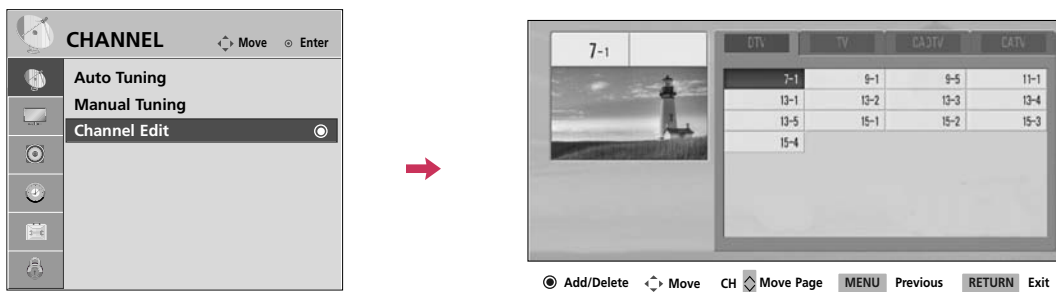 CHANNEL Move Enter
Auto Tuning
Manual Tuning
Channel Edit
7-1
DTV TV CADTV CATV
7-1 9-1 9-5 11-1
13-1 13-2 13-3 13-4
13-5 15-1 15-2 15-3
15-4
Add/Delete Move CH Move Page MENU Previous RETURN Exit